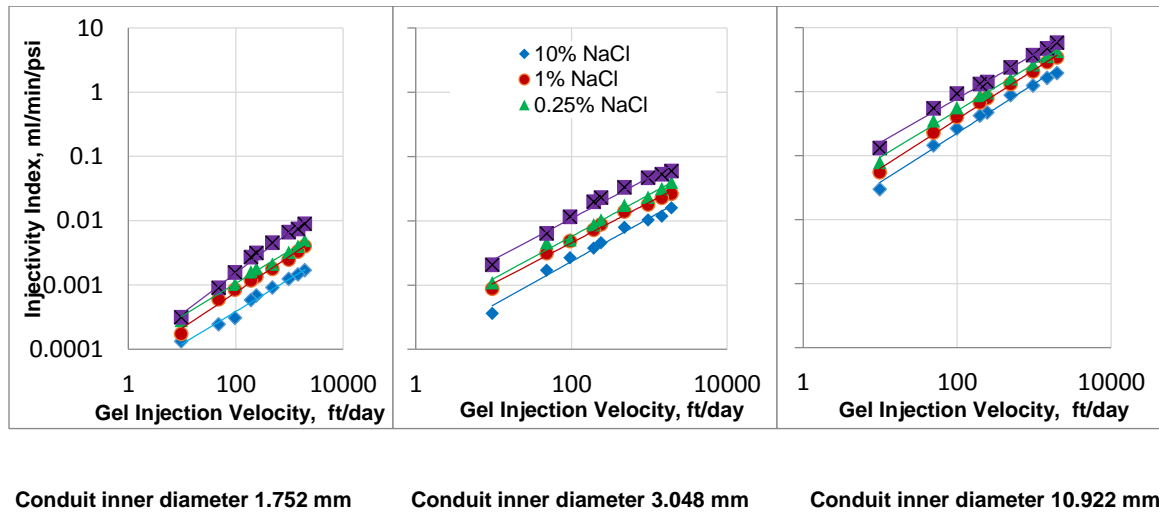 Injectivity Index, ml/min/psi
10
1
0.1
0.01
0.001
0.0001
1 100 10000
Gel Injection Velocity, ft/day
10% NaCl
1% NaCl
0.25% NaCl
1 100 10000
Gel Injection Velocity, ft/day
1 100 10000
Gel Injection Velocity, ft/day
Conduit inner diameter 1.752 mm
Conduit inner diameter 3.048 mm
Conduit inner diameter 10.922 mm